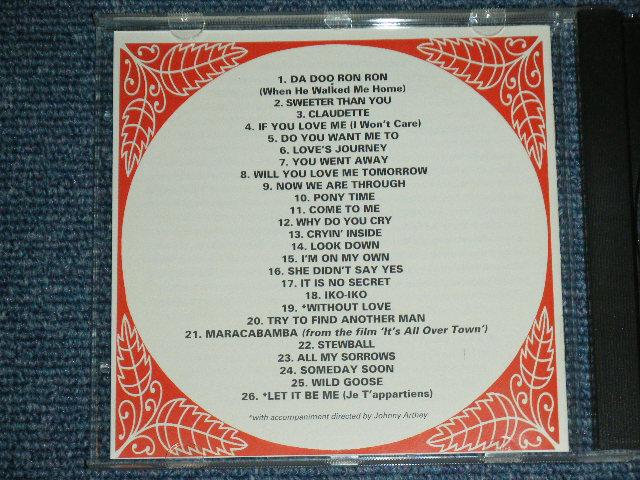 1. DA DOO RON RON
(When He Walked Me Home)
2. SWEETER THAN YOU
3. CLAUDETTE
4. IF YOU LOVE ME (I Won't Care)
5. DO YOU WANT ME TO
6. LOVE'S JOURNEY
7. YOU WENT AWAY
8. WILL YOU LOVE ME TOMORROW
9. NOW WE ARE THROUGH
10. PONY TIME
11. COME TO ME
12. WHY DO YOU CRY
13. CRYIN' INSIDE
14. LOOK DOWN
15. I'M ON MY OWN
16. SHE DIDN'T SAY YES
17. IT IS NO SECRET
18. IKO-IKO
19. *WITHOUT LOVE
20. TRY TO FIND ANOTHER MAN
21. MARACABAMBA (from the film 'It's All Over Town')
22. STEWBALL
23. ALL MY SORROWS
24. SOMEDAY SOON
25. WILD GOOSE
26. *LET IT BE ME (Je T'appartiens)
*with accompaniment directed by Johnny Arthey